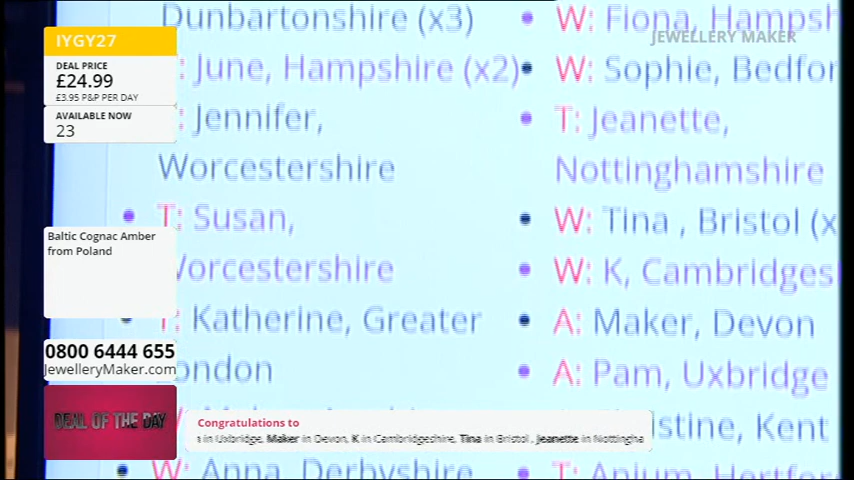 IYGY27
DEAL PRICE
£24.99
£3.95 P&P PER DAY
AVAILABLE NOW
23
Baltic Cognac Amber
from Poland
0800 6444 655
JewelleryMaker.com
DEAL OF THE DAY
JEWELLERY MAKER
Dunbartonshire (x3)
: June, Hampshire (x2)
: Jennifer,
Worcestershire
T: Susan,
Worcestershire
T: Katherine, Greater
London
W: Anna, Derbyshire
W: Fiona, Hampsh
W: Sophie, Bedfor
T: Jeanette,
Nottinghamshire
W: Tina , Bristol (x
W: K, Cambridges
A: Maker, Devon
A: Pam, Uxbridge
istine, Kent
T: Anjum, Hertford
Congratulations to
in Uxbridge, Maker in Devon, K in Cambridgeshire, Tina in Bristol , Jeanette in Nottingha